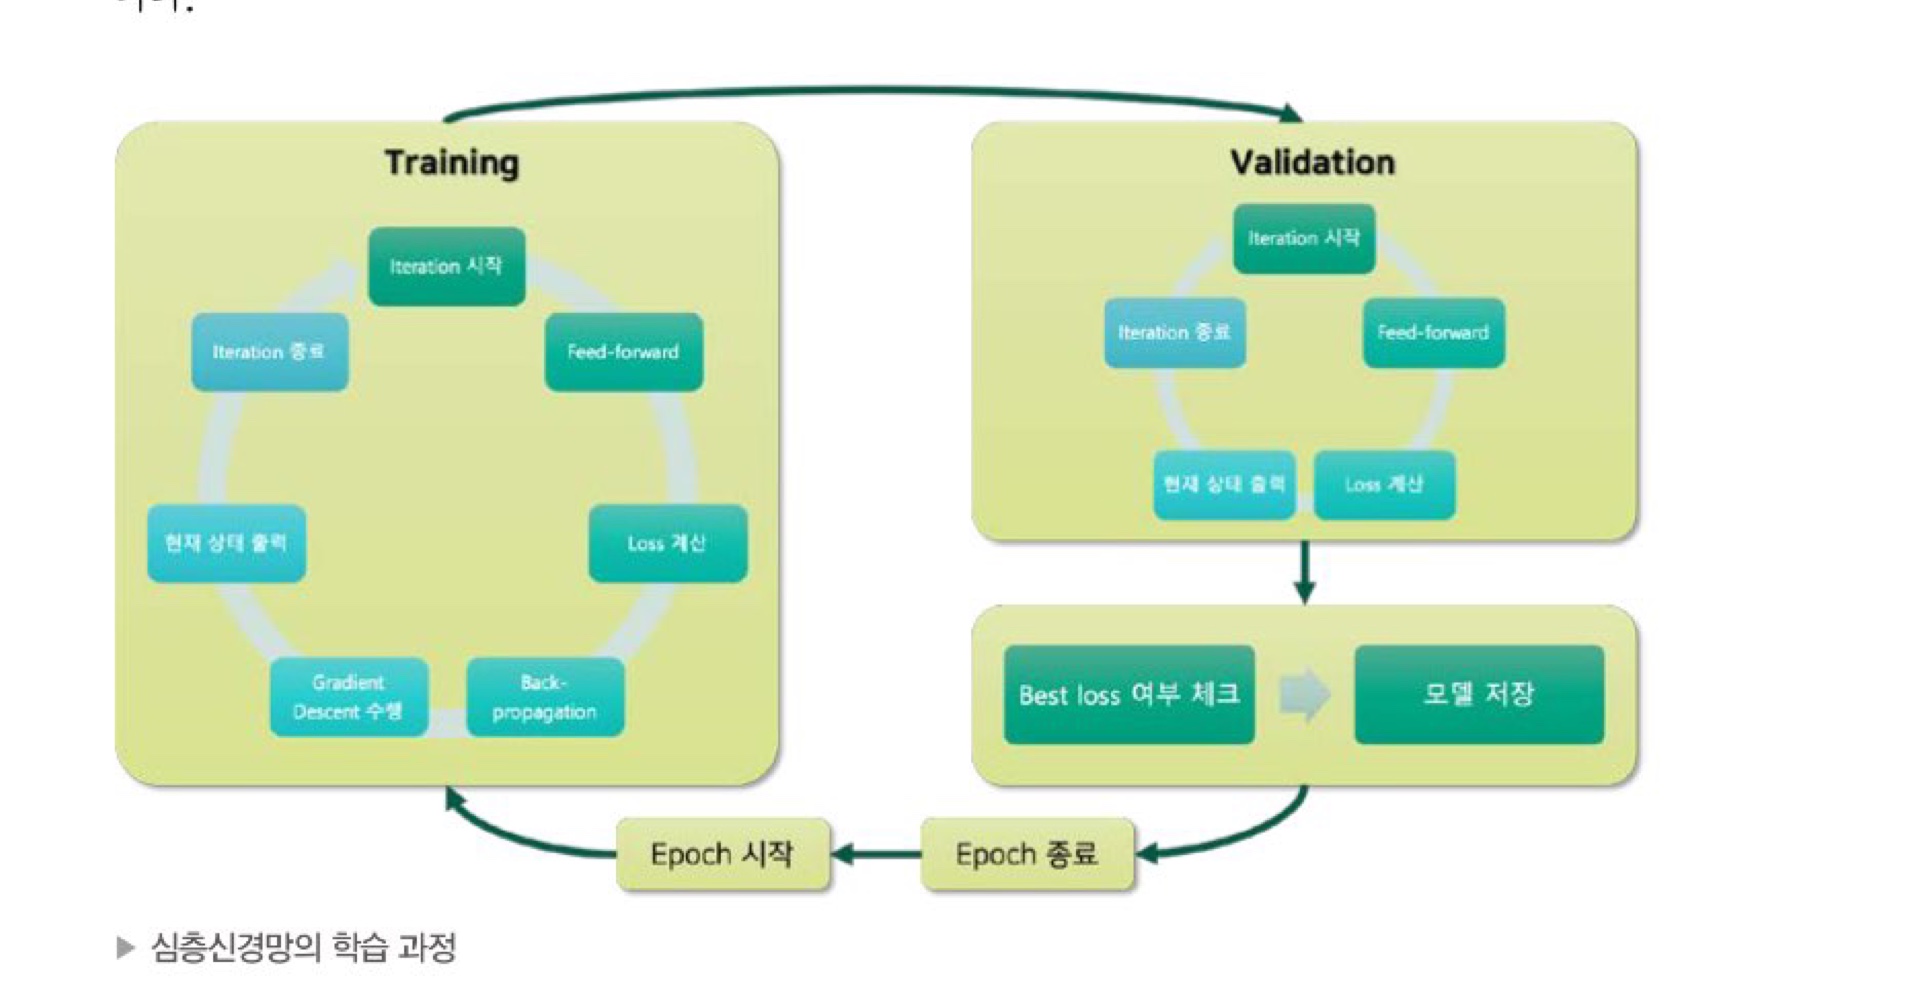 Training
Iteration 시작
Feed-forward
Loss 계산
Back-
propagation
Gradient
Descent 수행
현재 상태 출력
Iteration 종료
Validation
Iteration 시작
Feed-forward
Loss 계산
현재 상태 출력
Iteration 종료
Best loss 여부 체크
모델 저장
Epoch 종료
Epoch 시작
▶ 심층신경망의 학습 과정